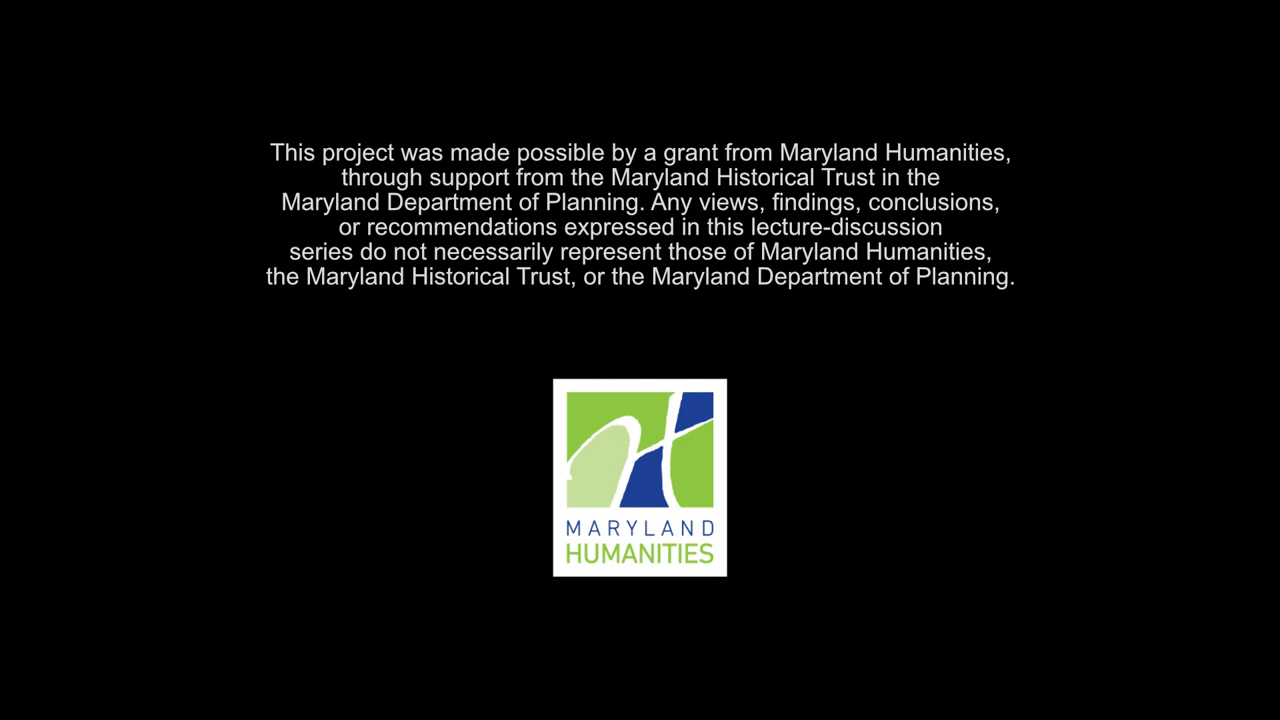 This project was made possible by a grant from Maryland Humanities,
through support from the Maryland Historical Trust in the
Maryland Department of Planning. Any views, findings, conclusions,
or recommendations expressed in this lecture-discussion
series do not necessarily represent those of Maryland Humanities,
the Maryland Historical Trust, or the Maryland Department of Planning.
MARYLAND
HUMANITIES